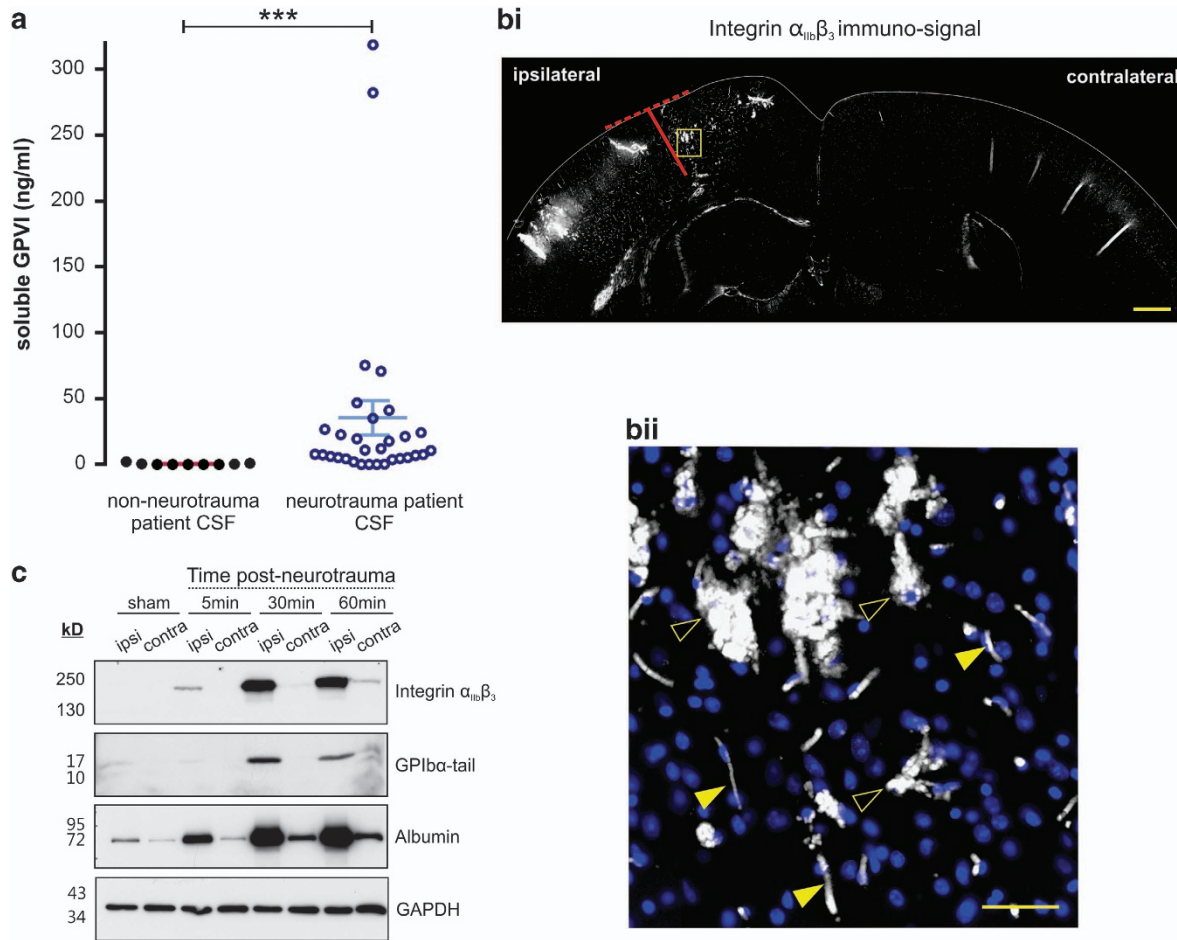 a
***
soluble GPVI (ng/ml)
300
250
200
150
100
50
0
non-neurotrauma
patient CSF
neurotrauma patient
CSF
bi
Integrin αIIbβ3 immuno-signal
ipsilateral
contralateral
bii
c
Time post-neurotrauma
sham 5min 30min 60min
kD
ipsi contra ipsi contra ipsi contra ipsi contra
250
130
Integrin αIIbβ3
17
10
GPIbα-tail
95
72
Albumin
43
34
GAPDH